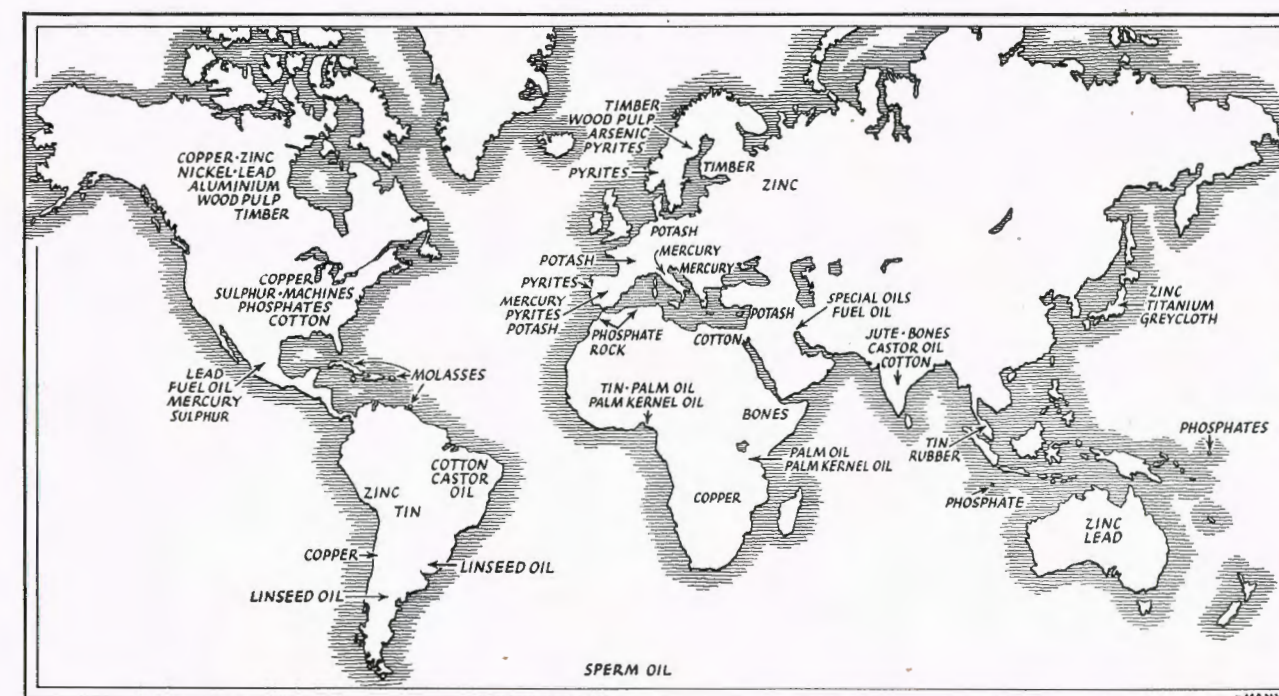 TIMBER
WOOD PULP
ARSENIC
PYRITES
TIMBER
PYRITES
ZINC
COPPER·ZINC
NICKEL·LEAD
ALUMINIUM
WOOD PULP
TIMBER
POTASH
MERCURY
POTASH
MERCURY
COPPER
SULPHUR·MACHINES
PHOSPHATES
COTTON
PYRITES
MERCURY
PYRITES
POTASH
PHOSPHATE
ROCK
COTTON
POTASH
SPECIAL OILS
FUEL OIL
ZINC
TITANIUM
GREYCLOTH
JUTE·BONES
CASTOR OIL
COTTON
LEAD
FUEL OIL
MERCURY
SULPHUR
MOLASSES
TIN·PALM OIL
PALM KERNEL OIL
BONES
TIN
RUBBER
PHOSPHATES
PALM OIL
PALM KERNEL OIL
COTTON
CASTOR
OIL
ZINC
TIN
COPPER
PHOSPHATE
ZINC
LEAD
COPPER
LINSEED OIL
LINSEED OIL
SPERM OIL